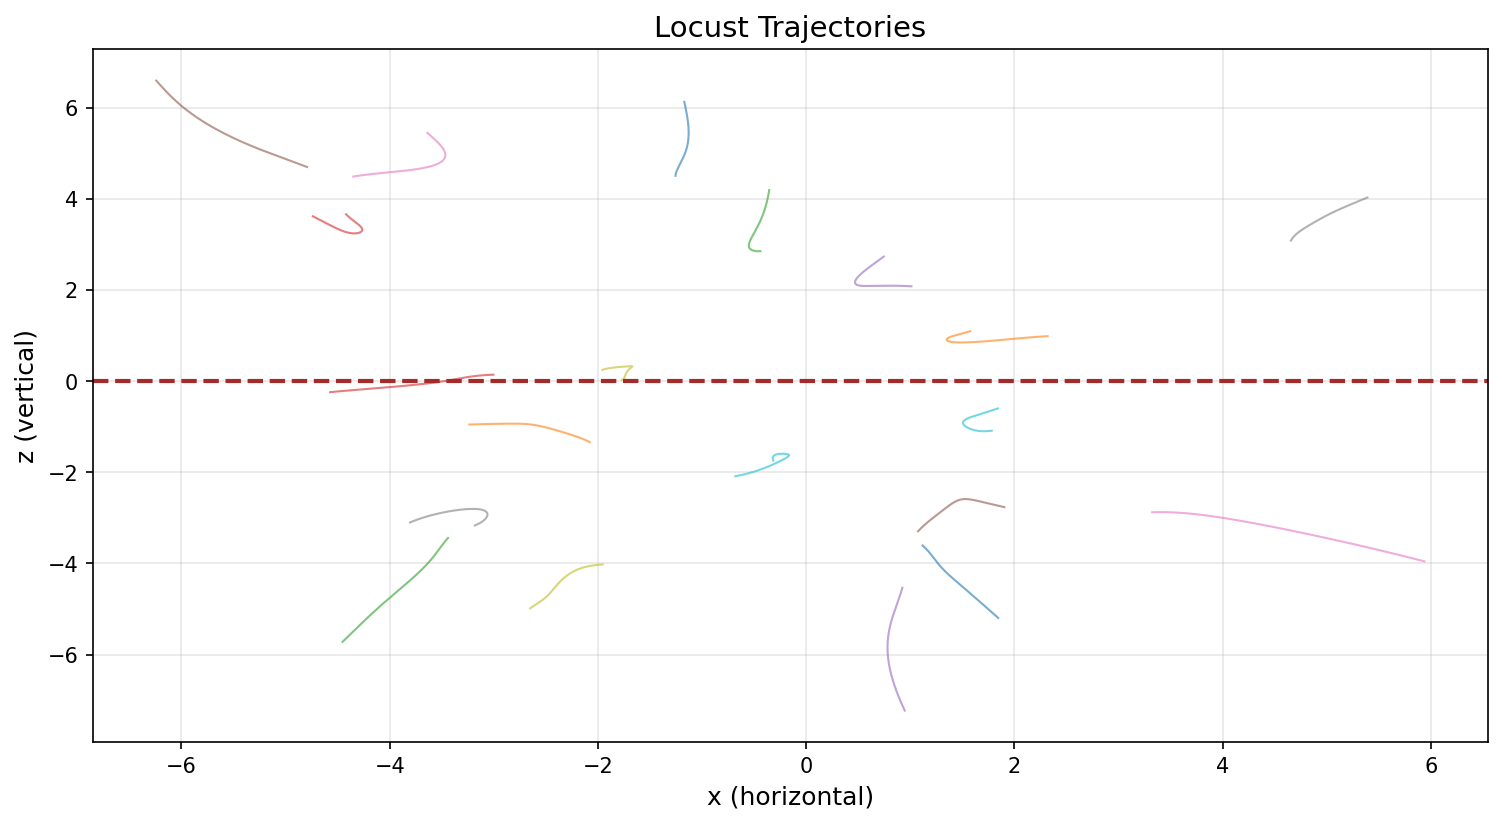 Locust Trajectories
z (vertical)
6
4
2
0
−2
−4
−6
−6 −4 −2 0 2 4 6
x (horizontal)